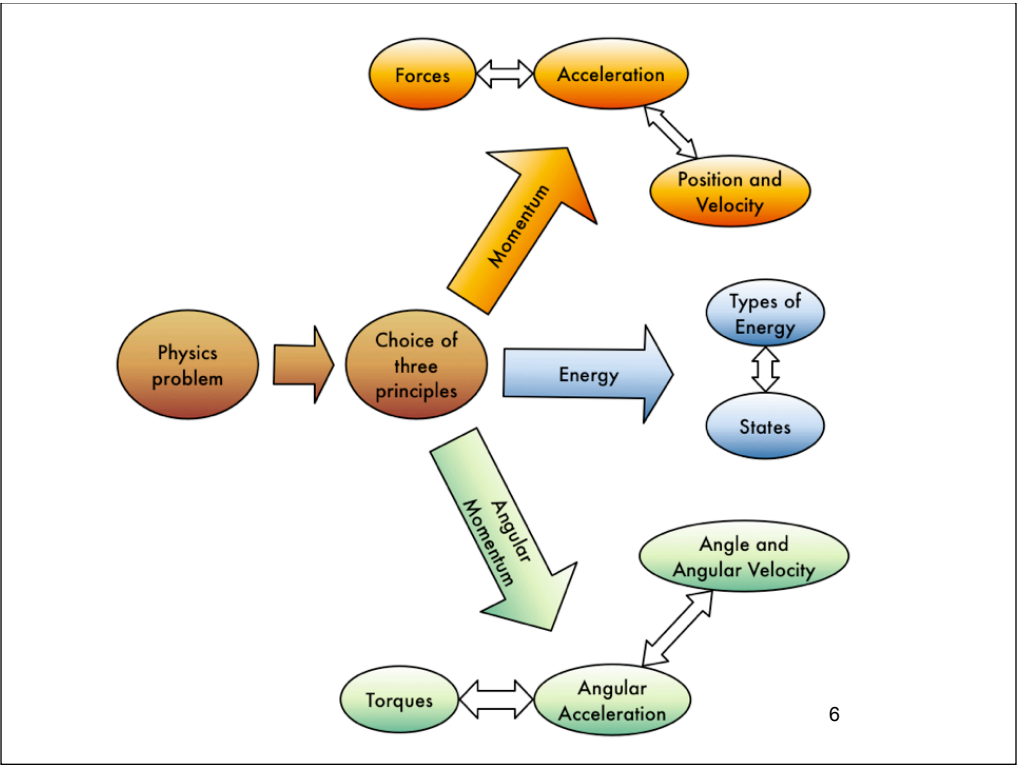 Forces
Acceleration
Position and
Velocity
Momentum
Physics
problem
Choice of
three
principles
Energy
Types of
Energy
States
Angular
Momentum
Angle and
Angular Velocity
Torques
Angular
Acceleration
6